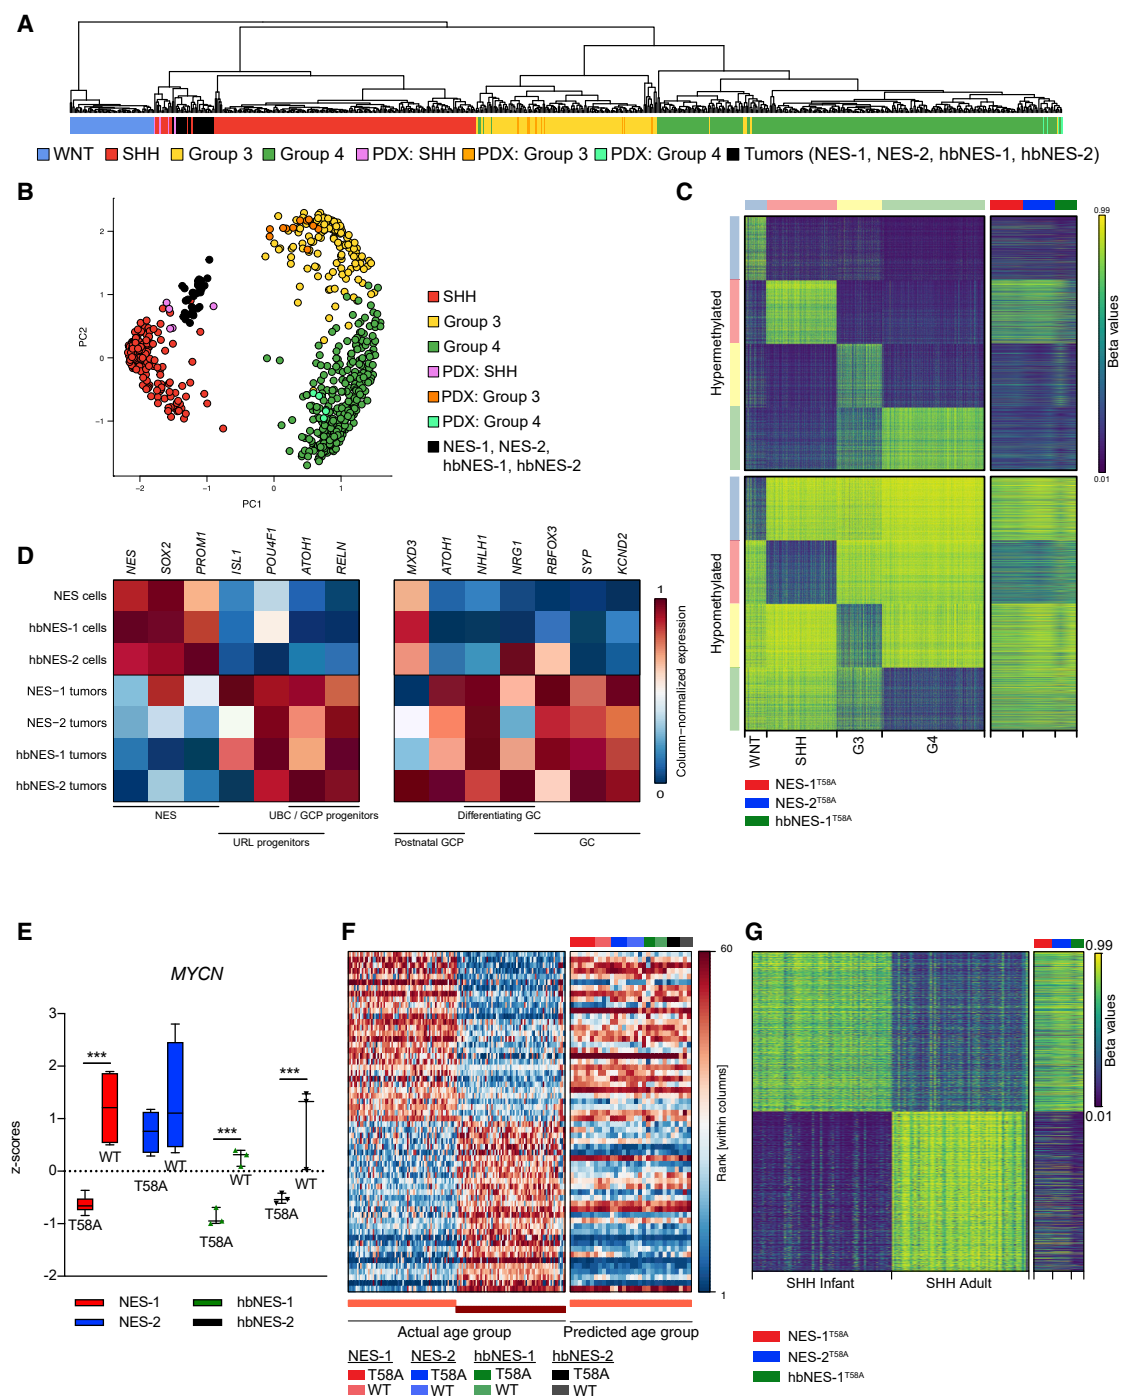 A
WNT SHH Group 3 Group 4 PDX: SHH PDX: Group 3 PDX: Group 4 Tumors (NES-1, NES-2, hbNES-1, hbNES-2)
B
2
1
0
−1
PC2
−2 −1 0 1
PC1
SHH
Group 3
Group 4
PDX: SHH
PDX: Group 3
PDX: Group 4
NES-1, NES-2,
hbNES-1, hbNES-2
C
Hypermethylated
Hypomethylated
0.99
Beta values
0.01
WNT SHH G3 G4
NES-1T58A
NES-2T58A
hbNES-1T58A
D
NES SOX2 PROM1 ISL1 POU4F1 ATOH1 RELN MXD3 ATOH1 NHLH1 NRG1 RBFOX3 SYP KCND2
NES cells
hbNES-1 cells
hbNES-2 cells
NES−1 tumors
NES−2 tumors
hbNES-1 tumors
hbNES-2 tumors
1
Column−normalized expression
0
NES UBC / GCP progenitors Differentiating GC
URL progenitors Postnatal GCP GC
E
MYCN
3
2
1
0
-1
-2
z-scores
*** *** ***
WT T58A WT T58A WT T58A WT T58A
NES-1 hbNES-1
NES-2 hbNES-2
F
60
Rank [within columns]
1
Actual age group Predicted age group
NES-1 NES-2 hbNES-1 hbNES-2
T58A T58A T58A T58A
WT WT WT WT
G
0.99
Beta values
0.01
SHH Infant SHH Adult
NES-1T58A
NES-2T58A
hbNES-1T58A